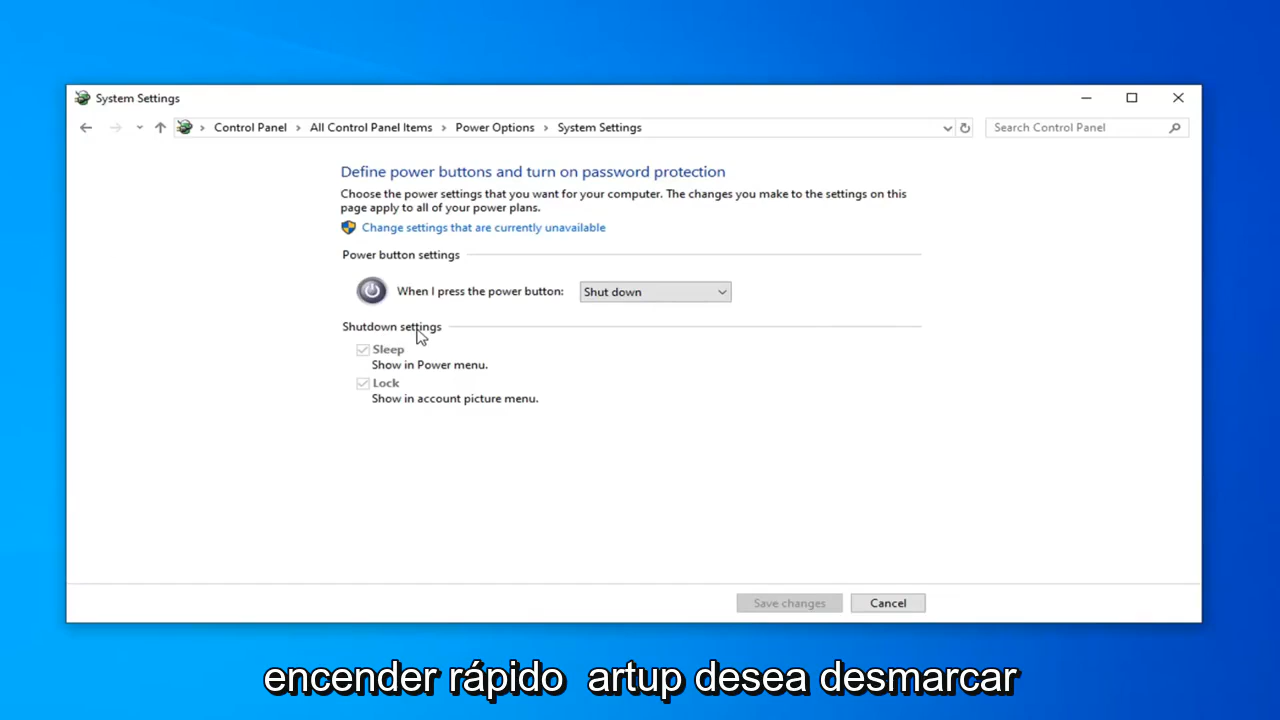 System Settings
Control Panel > All Control Panel Items > Power Options > System Settings
Search Control Panel
Define power buttons and turn on password protection
Choose the power settings that you want for your computer. The changes you make to the settings on this
page apply to all of your power plans.
Change settings that are currently unavailable
Power button settings
When I press the power button: Shut down
Shutdown settings
Sleep
Show in Power menu.
Lock
Show in account picture menu.
Save changes Cancel
encender rápido artup desea desmarcar